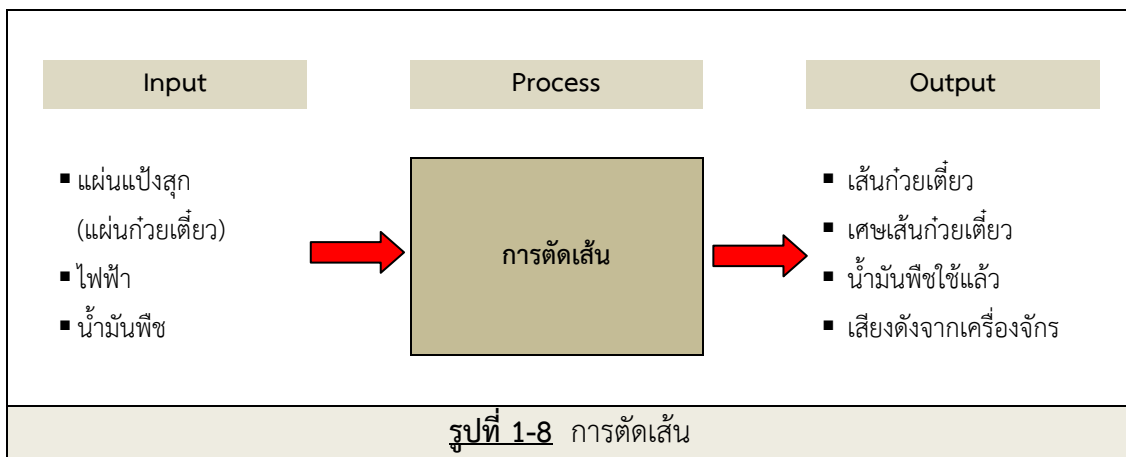 Input
Process
Output
▪ แผ่นแป้งสุก
(แผ่นก๋วยเตี๋ยว)
▪ ไฟฟ้า
▪ น้ำมันพืช
การตัดเส้น
▪ เส้นก๋วยเตี๋ยว
▪ เศษเส้นก๋วยเตี๋ยว
▪ น้ำมันพืชใช้แล้ว
▪ เสียงดังจากเครื่องจักร
รูปที่ 1-8 การตัดเส้น